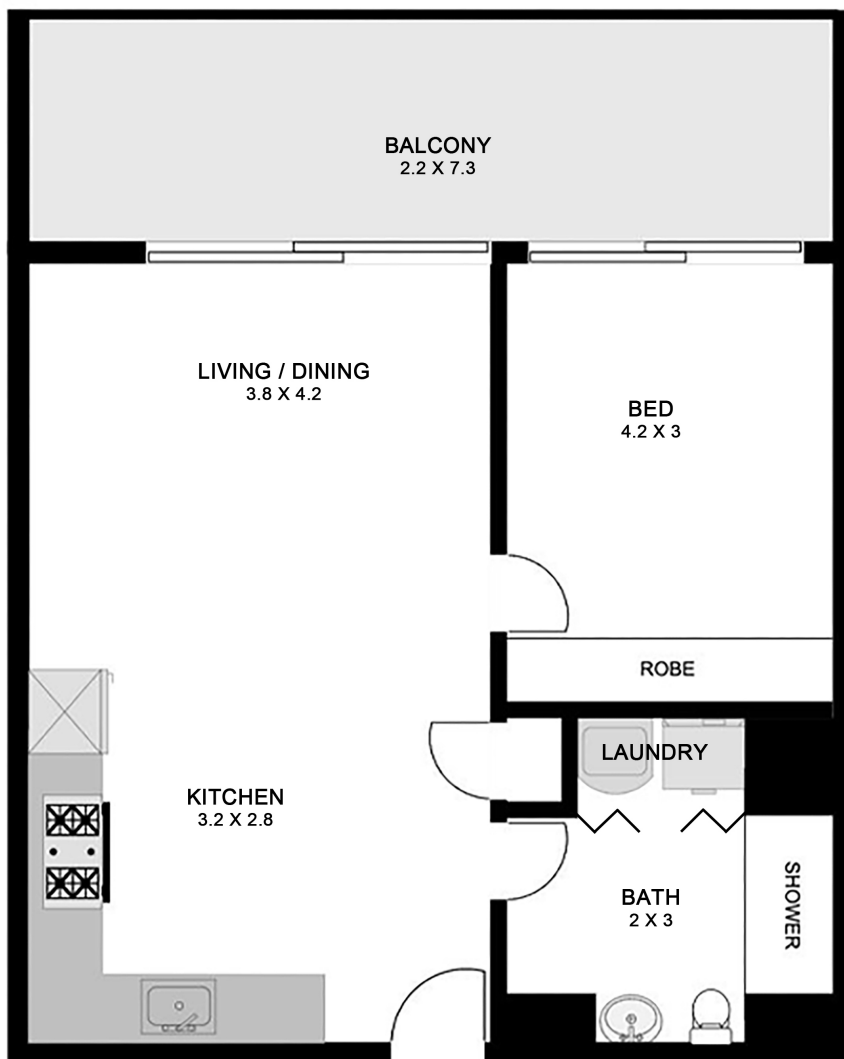 BALCONY
2.2 X 7.3
LIVING / DINING
3.8 X 4.2
BED
4.2 X 3
ROBE
LAUNDRY
KITCHEN
3.2 X 2.8
BATH
2 X 3
SHOWER